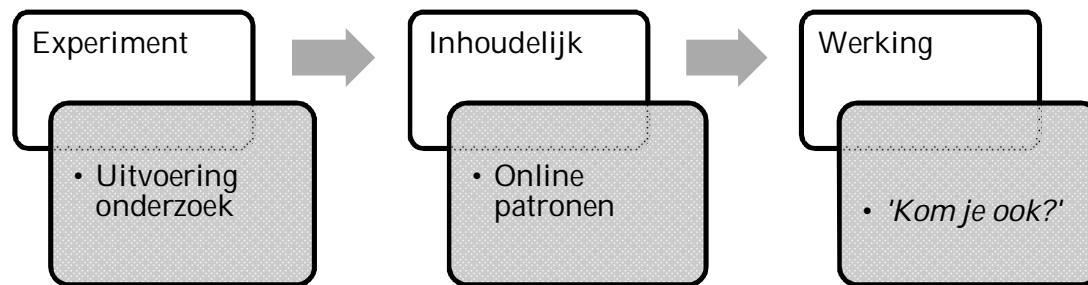 Experiment
• Uitvoering
onderzoek
Inhoudelijk
• Online
patronen
Werking
• 'Kom je ook?'